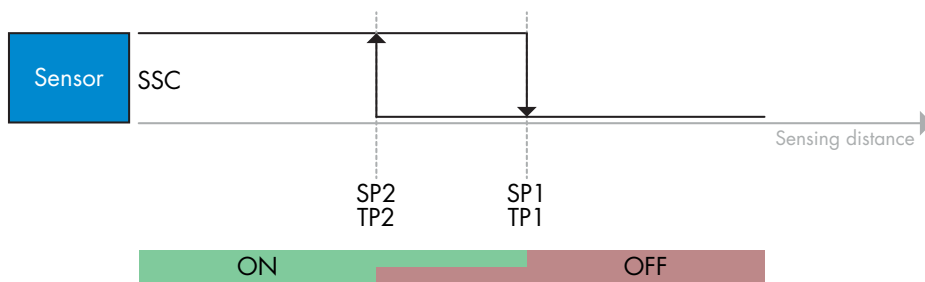 Sensor
SSC
Sensing distance
SP2
TP2
SP1
TP1
ON
OFF